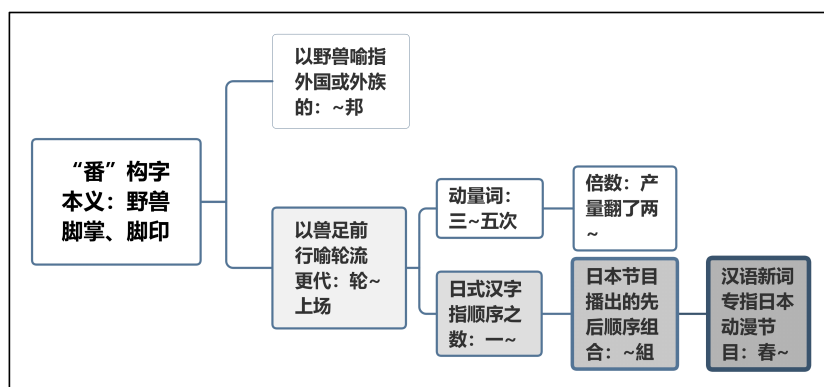 “番”构字
本义：野兽
脚掌、脚印
以野兽喻指
外国或外族
的：~邦
以兽足前
行喻轮流
更代：轮~
上场
动量词：
三~五次
倍数：产
量翻了两
~
日式汉字
指顺序之
数：一~
日本节目
播出的先
后顺序组
合：~組
汉语新词
专指日本
动漫节
目：春~